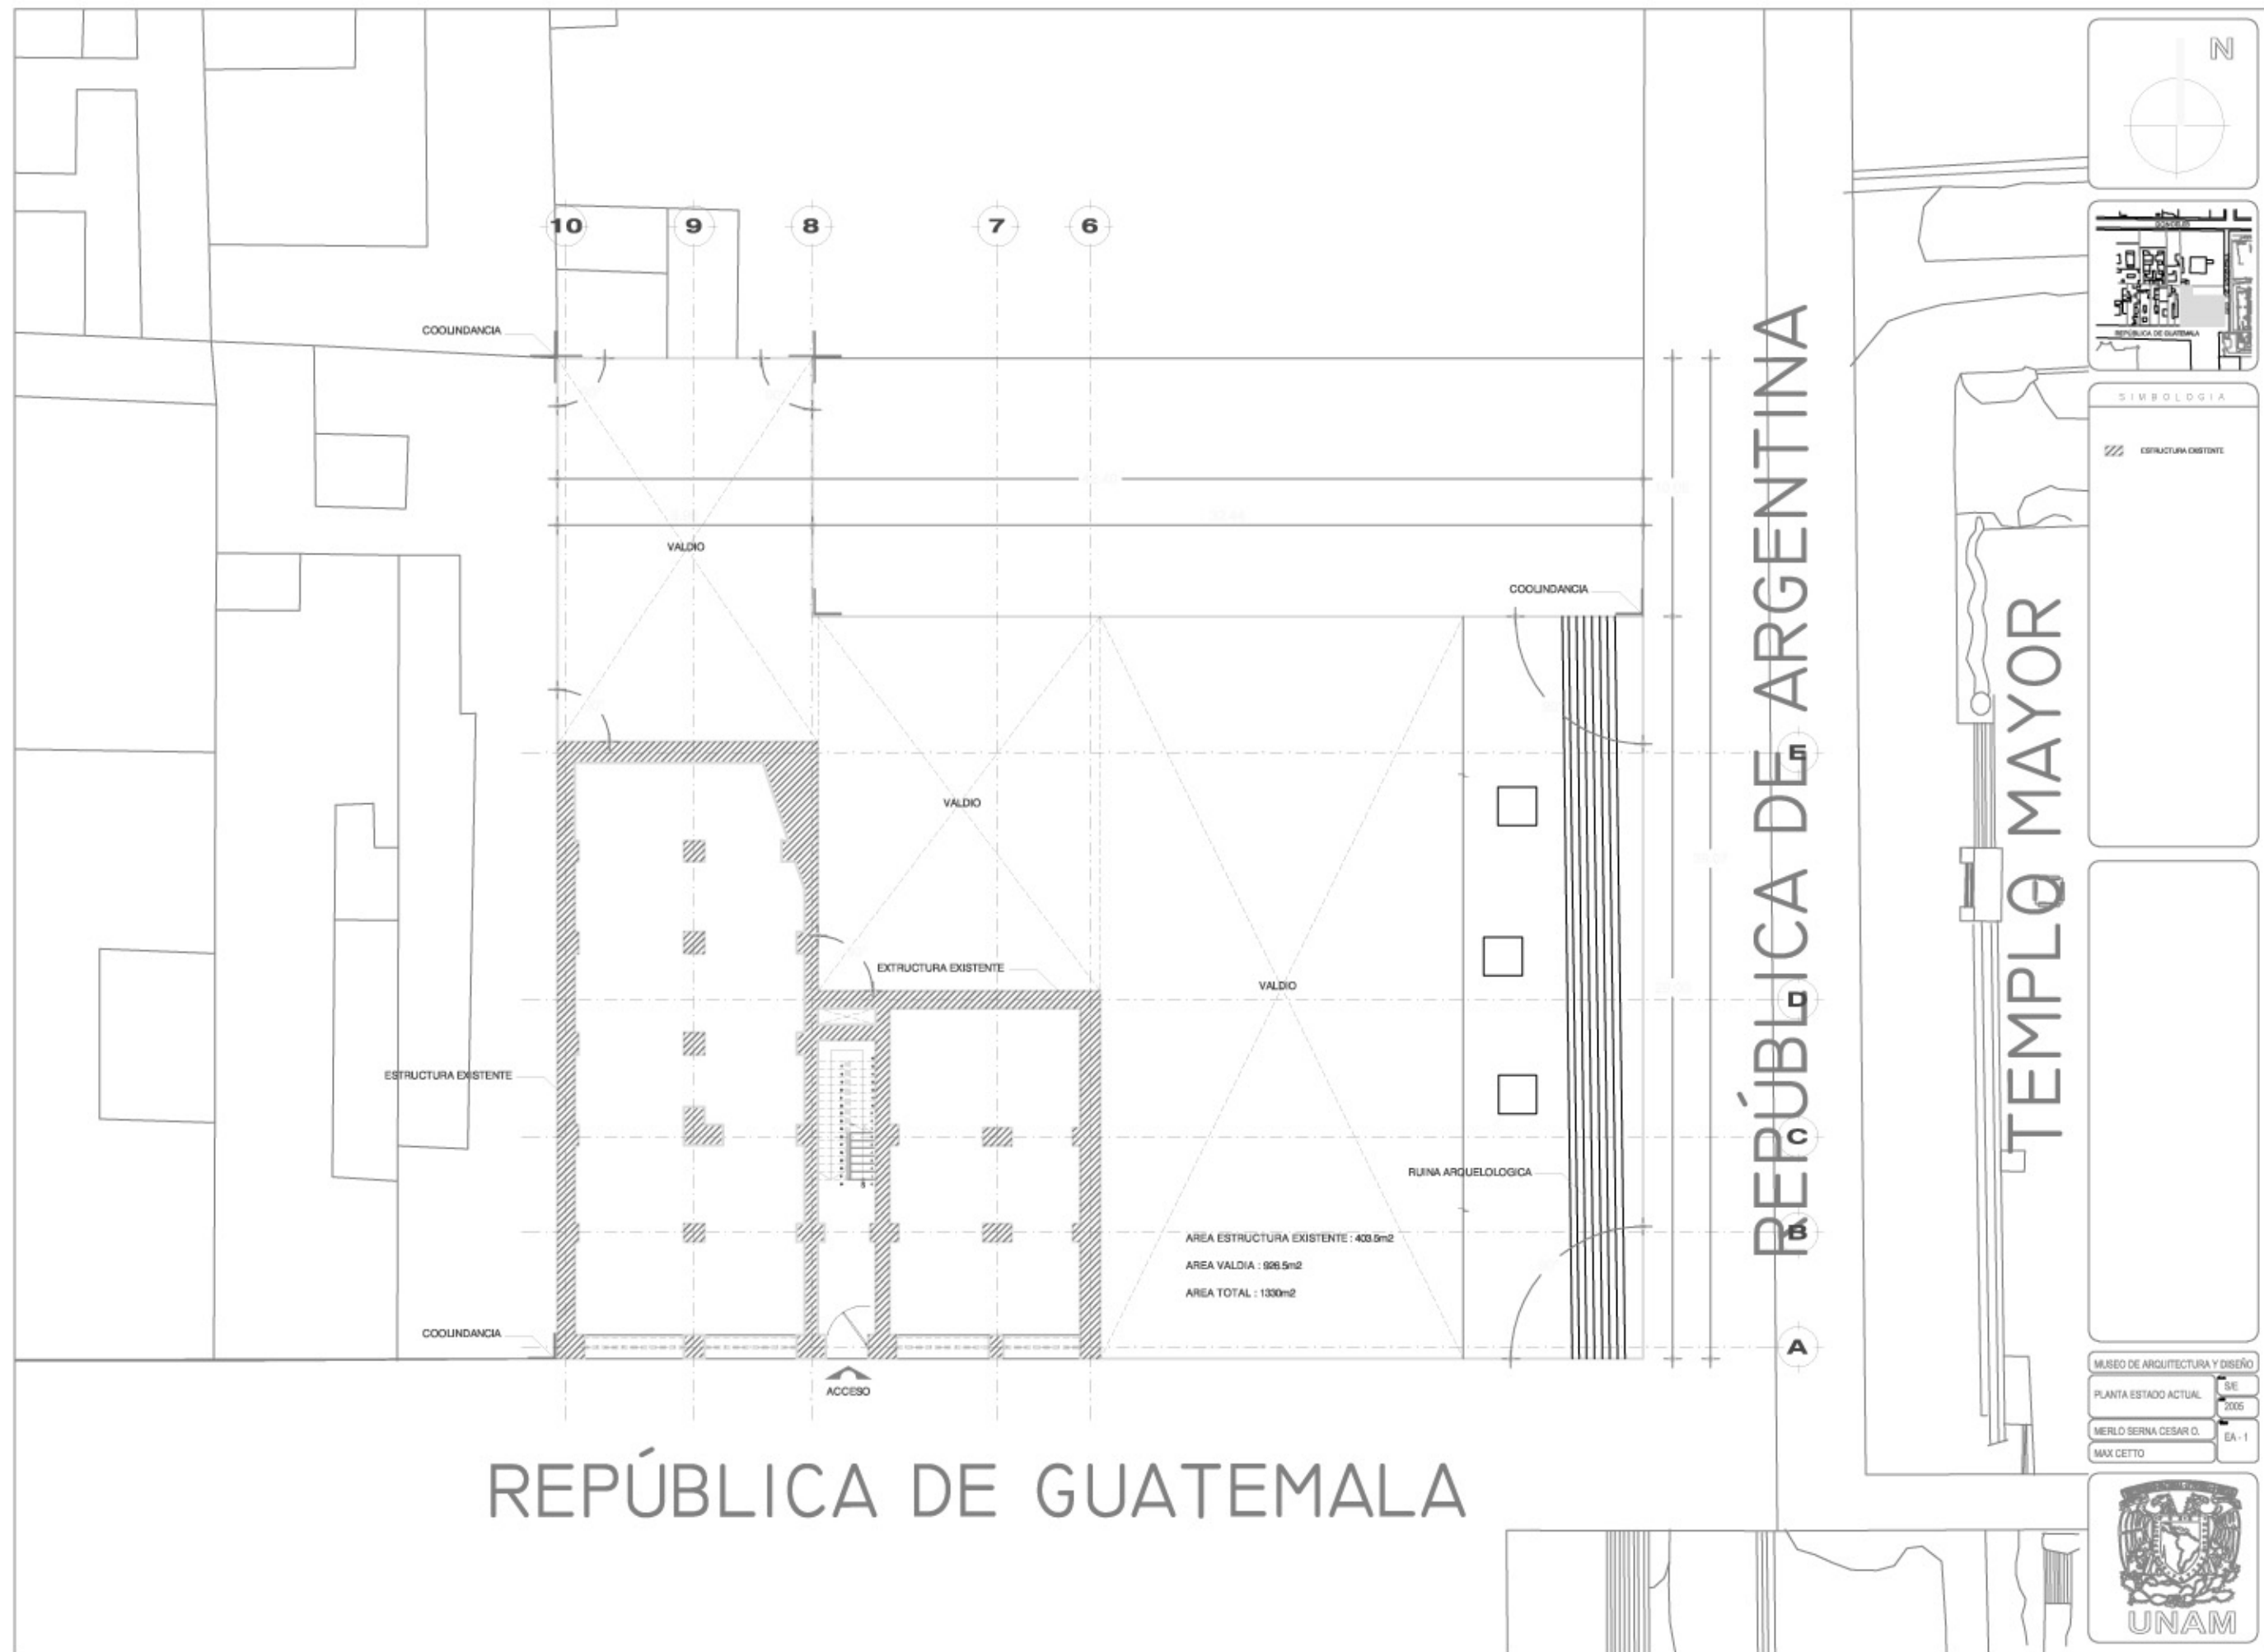 N
DONCELES
REPÚBLICA DE GUATEMALA
SIMBOLOGIA
ESTRUCTURA EXISTENTE
10 9 8 7 6
COOLINDANCIA
VALDIO
COOLINDANCIA
E
VALDIO
EXTRUCTURA EXISTENTE
VALDIO
D
ESTRUCTURA EXISTENTE
C
RUINA ARQUELOLOGICA
B
AREA ESTRUCTURA EXISTENTE : 403.5m2
AREA VALDIA : 926.5m2
AREA TOTAL : 1330m2
COOLINDANCIA
A
ACCESO
REPÚBLICA DE GUATEMALA
REPÚBLICA DE ARGENTINA
TEMPLO MAYOR
MUSEO DE ARQUITECTURA Y DISEÑO
PLANTA ESTADO ACTUAL
S/E
2005
MERLO SERNA CESAR O.
EA - 1
MAX CETTO
UNAM